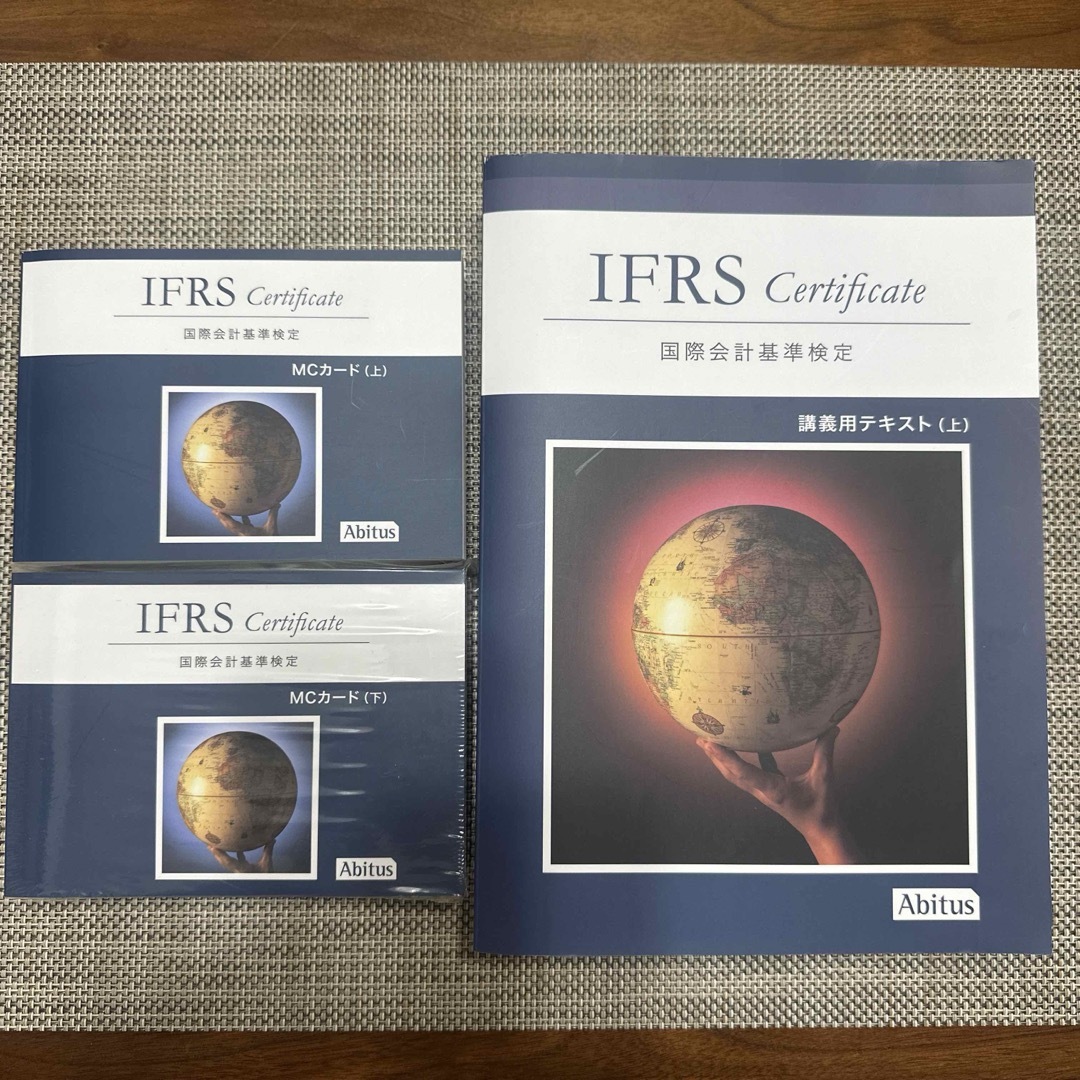 IFRS Certificate
国際会計基準検定
MCカード(上)
Abitus
IFRS Certificate
国際会計基準検定
MCカード(下)
Abitus
IFRS Certificate
国際会計基準検定
講義用テキスト(上)
SOUTH
ATLANTIC
Abitus